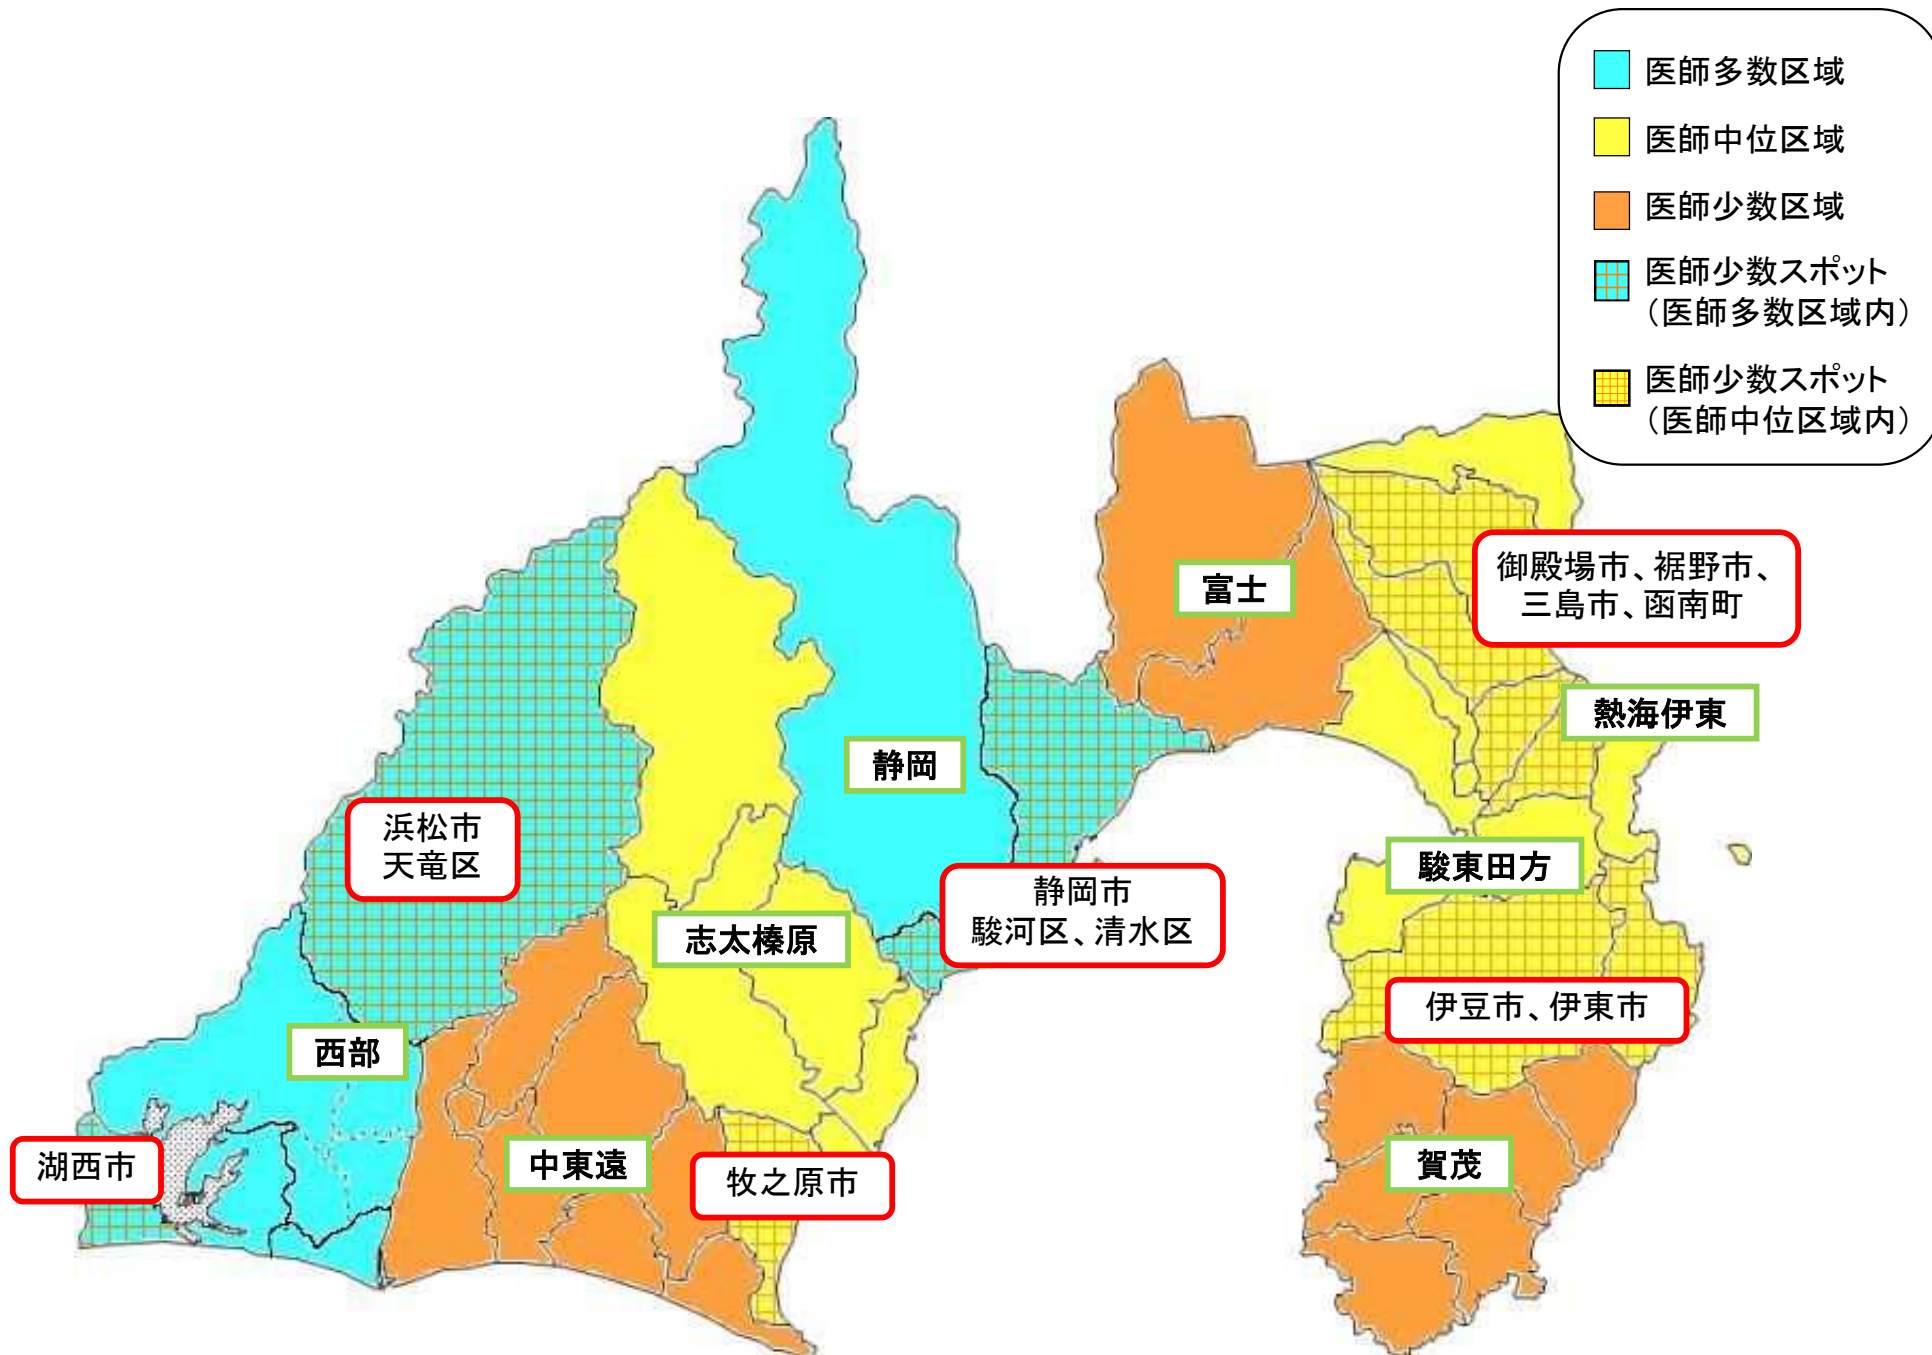 医師多数区域
医師中位区域
医師少数区域
医師少数スポット
（医師多数区域内）
医師少数スポット
（医師中位区域内）
御殿場市、裾野市、
三島市、函南町
富士
熱海伊東
静岡
浜松市
天竜区
駿東田方
静岡市
駿河区、清水区
志太榛原
伊豆市、伊東市
西部
湖西市
中東遠
牧之原市
賀茂